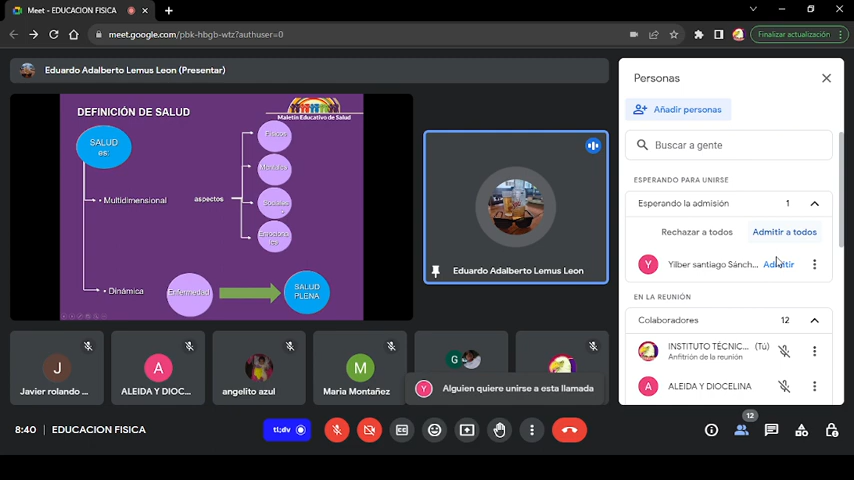 Meet - EDUCACION FISICA
meet.google.com/pbk-hbgb-wtz?authuser=0
Finalizar actualización
Eduardo Adalberto Lemus Leon (Presentar)
DEFINICIÓN DE SALUD
Maletín Educativo de Salud
SALUD
es:
• Multidimensional
aspectos
Físicos
Mentales
Sociales
Emociona
les
• Dinámica
Enfermedad
SALUD
PLENA
Eduardo Adalberto Lemus Leon
Personas
Añadir personas
Buscar a gente
ESPERANDO PARA UNIRSE
Esperando la admisión 1
Rechazar a todos Admitir a todos
Y Yilber santiago Sánch... Admitir
EN LA REUNIÓN
Colaboradores 12
INSTITUTO TÉCNIC... (Tú)
Anfitrión de la reunión
A ALEIDA Y DIOCELINA
J
Javier rolando ...
A
ALEIDA Y DIOC...
angelito azul
M
Maria Montañez
G
Y Alguien quiere unirse a esta llamada
8:40 | EDUCACION FISICA
tl;dv
12